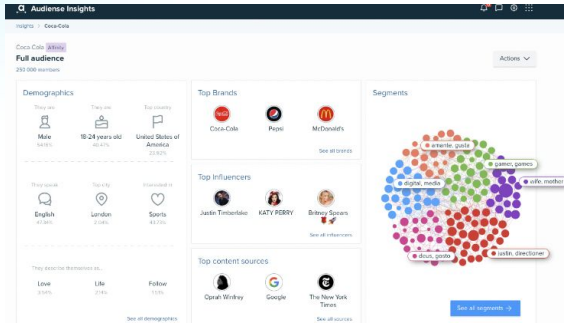 Audiense Insights
Insights / Coca-Cola
Coca Cola Affinity
Full audience
250 000 members
Actions
Demographics
They are
They are
Top country
Male
18-24 years old
United States of America
They speak
Top city
Interested in
English
London
Sports
They describe themselves as...
Love
Life
Follow
See all demographics
Top Brands
Coca-Cola
Pepsi
McDonald's
See all brands
Top Influencers
Justin Timberlake
KATY PERRY
Britney Spears
See all influencers
Top content sources
Oprah Winfrey
Google
The New York Times
See all sources
Segments
emente, gusta
gamer, games
digital, media
wife, mother
dious, gosto
justin, directioner
See all segments →